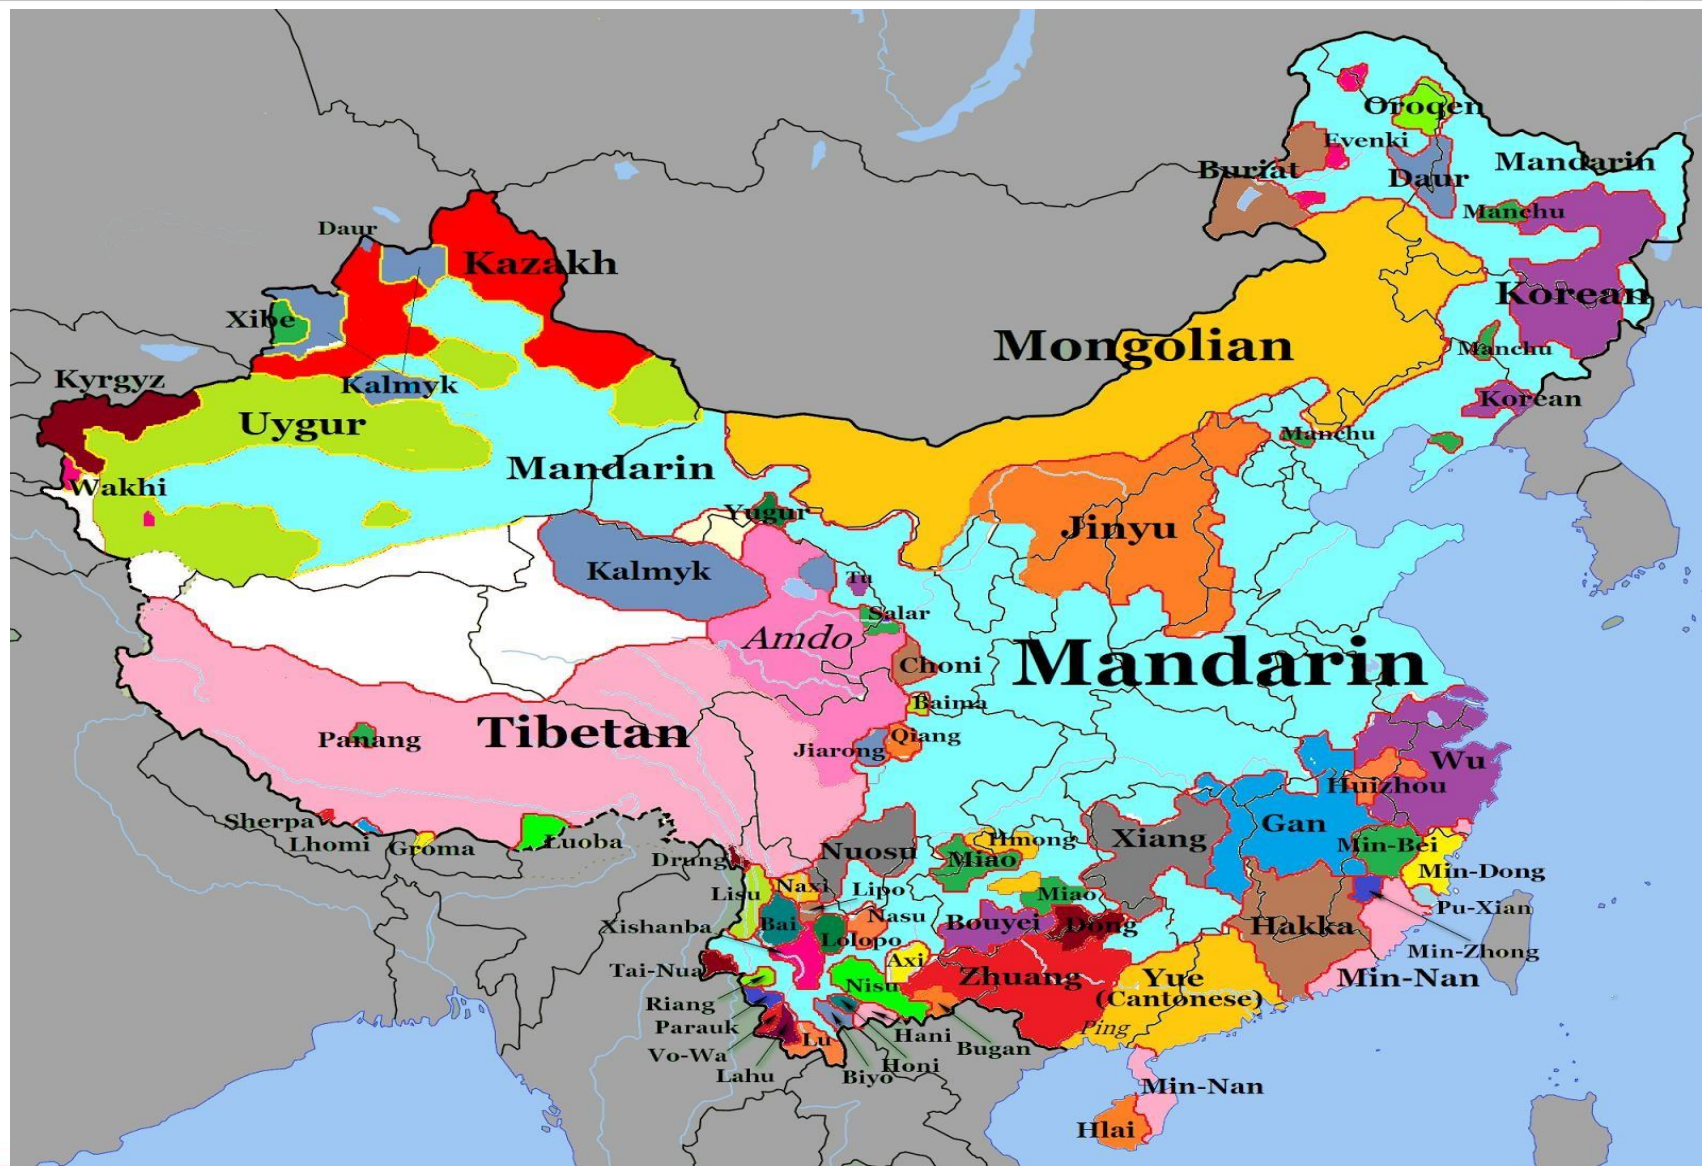 Oroqen
Evenki
Mandarin
Buriat
Daur
Manchu
Daur
Kazakh
Korean
Xibe
Mongolian
Manchu
Kyrgyz
Kalmyk
Korean
Uygur
Manchu
Mandarin
Wakhi
Yugur
Jinyu
Kalmyk
Tu
Salar
Amdo
Choni
Mandarin
Baima
Tibetan
Panang
Jiarong
Qiang
Wu
Huizhou
Sherpa
Lhomi
Groma
Luoba
Gan
Xiang
Hmong
Miao
Nuosu
Min-Bei
Drung
Min-Dong
Lisu
Naxi
Lipo
Miao
Pu-Xian
Nasu
Xishanba
Bai
Bouyei
Dong
Hakka
Lolopo
Min-Zhong
Axi
Tai-Nua
Zhuang
Yue
(Cantonese)
Min-Nan
Nisu
Riang
Parauk
Ping
Hani
Vo-Wa
Lu
Bugan
Honi
Lahu
Biyo
Min-Nan
Hlai